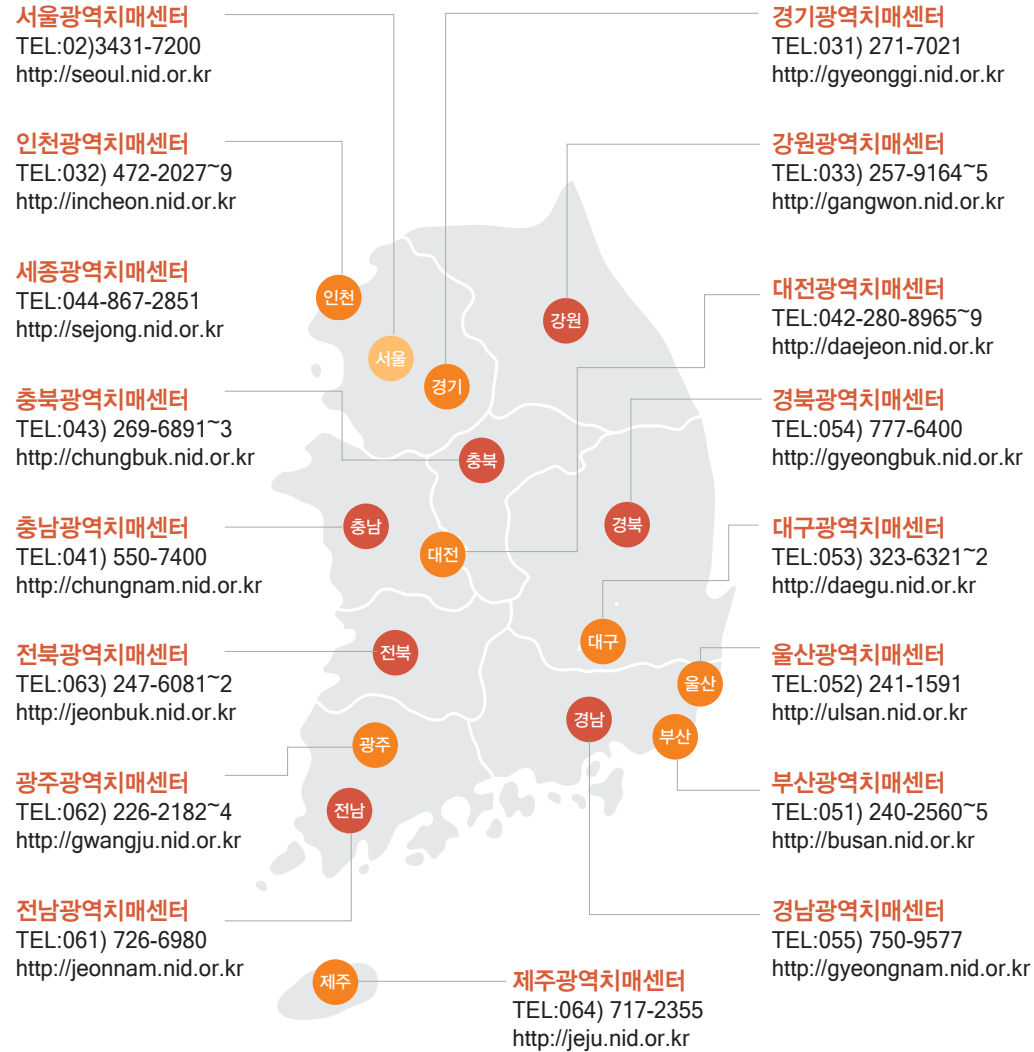 서울광역치매센터
TEL:02)3431-7200
http://seoul.nid.or.kr
인천광역치매센터
TEL:032) 472-2027~9
http://incheon.nid.or.kr
세종광역치매센터
TEL:044-867-2851
http://sejong.nid.or.kr
충북광역치매센터
TEL:043) 269-6891~3
http://chungbuk.nid.or.kr
충남광역치매센터
TEL:041) 550-7400
http://chungnam.nid.or.kr
전북광역치매센터
TEL:063) 247-6081~2
http://jeonbuk.nid.or.kr
광주광역치매센터
TEL:062) 226-2182~4
http://gwangju.nid.or.kr
전남광역치매센터
TEL:061) 726-6980
http://jeonnam.nid.or.kr
인천
서울
경기
강원
충북
충남
대전
경북
전북
대구
울산
경남
부산
광주
전남
제주
경기광역치매센터
TEL:031) 271-7021
http://gyeonggi.nid.or.kr
강원광역치매센터
TEL:033) 257-9164~5
http://gangwon.nid.or.kr
대전광역치매센터
TEL:042-280-8965~9
http://daejeon.nid.or.kr
경북광역치매센터
TEL:054) 777-6400
http://gyeongbuk.nid.or.kr
대구광역치매센터
TEL:053) 323-6321~2
http://daegu.nid.or.kr
울산광역치매센터
TEL:052) 241-1591
http://ulsan.nid.or.kr
부산광역치매센터
TEL:051) 240-2560~5
http://busan.nid.or.kr
경남광역치매센터
TEL:055) 750-9577
http://gyeongnam.nid.or.kr
제주광역치매센터
TEL:064) 717-2355
http://jeju.nid.or.kr